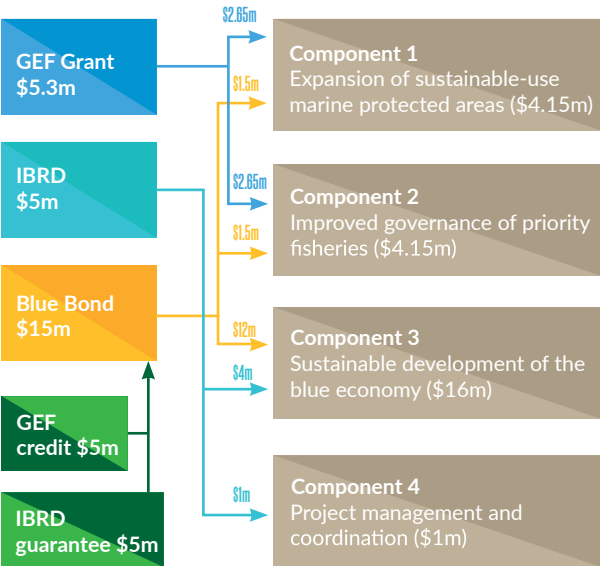 GEF Grant
$5.3m
IBRD
$5m
Blue Bond
$15m
GEF
credit $5m
IBRD
guarantee $5m
$2.65m
$1.5m
$2.65m
$1.5m
$12m
$4m
$1m
Component 1
Expansion of sustainable-use
marine protected areas ($4.15m)
Component 2
Improved governance of priority
fisheries ($4.15m)
Component 3
Sustainable development of the
blue economy ($16m)
Component 4
Project management and
coordination ($1m)